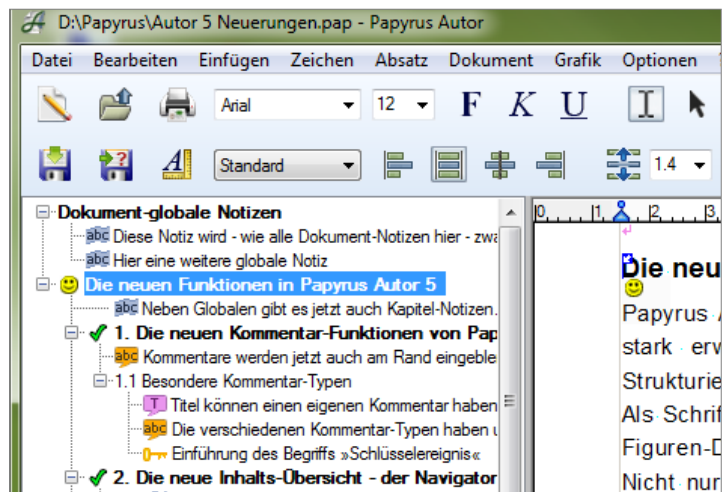 D:\Papyrus\Autor 5 Neuerungen.pap - Papyrus Autor
Datei Bearbeiten Einfügen Zeichen Absatz Dokument Grafik Optionen
Arial 12 F K U
A Standard 1.4
Dokument-globale Notizen
abc Diese Notiz wird - wie alle Dokument-Notizen hier -
abc Hier eine weitere globale Notiz
Die neuen Funktionen in Papyrus Autor 5
abc Neben Globalen gibt es jetzt auch Kapitel-Notizen.
1. Die neuen Kommentar-Funktionen von Pap
abc Kommentare werden jetzt auch am Rand eingeble
1.1 Besondere Kommentar-Typen
T Titel können einen eigenen Kommentar haben
abc Die verschiedenen Kommentar-Typen haben
Einführung des Begriffs »Schlüsselereignis«
2. Die neue Inhalts-Übersicht - der Navigator
0 1 2 3
Die neu
Papyrus
stark erw
Strukturie
Als Schrif
Figuren-D
Nicht nur